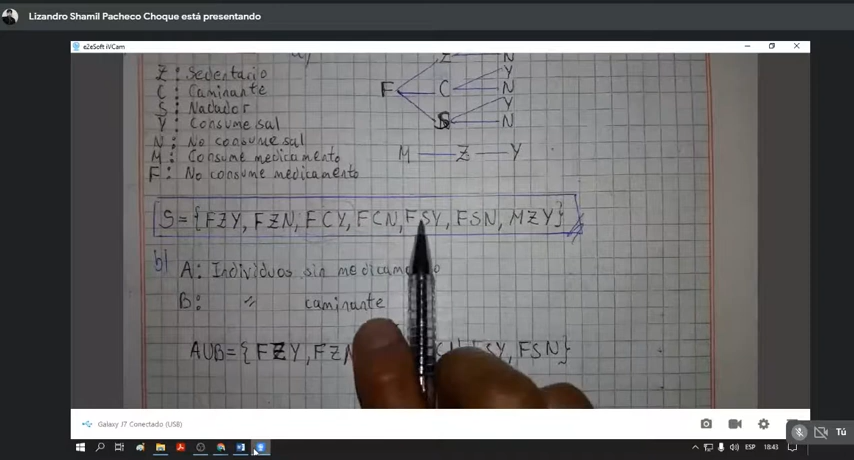 Lizandro Shamil Pacheco Choque está presentando
e2eSoft iVCam
Z: Sedentario
C: Caminante
S: Nadador
Y: Consume sal
N: No consume sal
M: Consume medicamento
F: No consume medicamento
Z N
Y
F C N
Y
S N
M Z Y
S={FZY, FZN, FCY, FCN, FSY, FSN, MZY}
b) A: Individuos sin
B: " caminante
AUB={FZY, FZN FSN}
Galaxy J7 Conectado (USB)
Tú
ESP 18:43